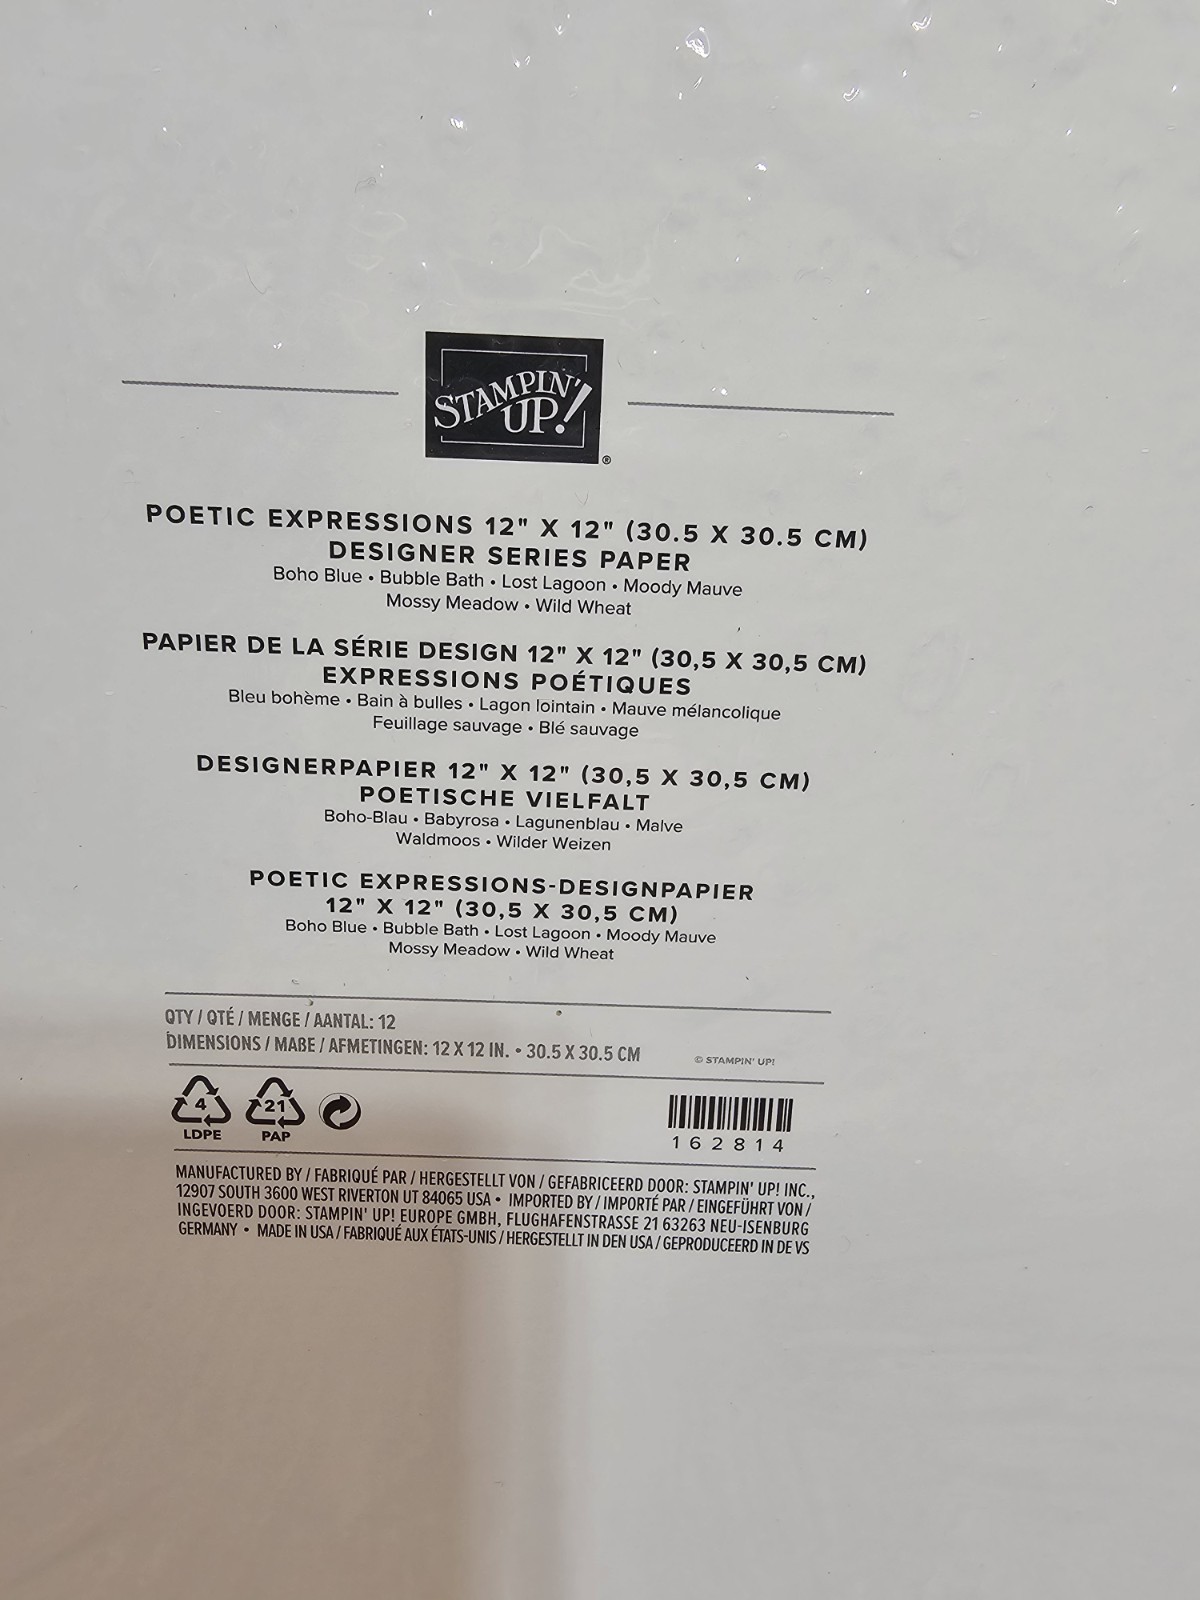 STAMPIN'
UP!
®
POETIC EXPRESSIONS 12" X 12" (30.5 X 30.5 CM)
DESIGNER SERIES PAPER
Boho Blue • Bubble Bath • Lost Lagoon • Moody Mauve
Mossy Meadow • Wild Wheat
PAPIER DE LA SÉRIE DESIGN 12" X 12" (30,5 X 30,5 CM)
EXPRESSIONS POÉTIQUES
Bleu bohème • Bain à bulles • Lagon lointain • Mauve mélancolique
Feuillage sauvage • Blé sauvage
DESIGNERPAPIER 12" X 12" (30,5 X 30,5 CM)
POETISCHE VIELFALT
Boho-Blau • Babyrosa • Lagunenblau • Malve
Waldmoos • Wilder Weizen
POETIC EXPRESSIONS-DESIGNPAPIER
12" X 12" (30,5 X 30,5 CM)
Boho Blue • Bubble Bath • Lost Lagoon • Moody Mauve
Mossy Meadow • Wild Wheat
QTY / QTÉ / MENGE / AANTAL: 12
DIMENSIONS / MAßE / AFMETINGEN: 12 X 12 IN. • 30.5 X 30.5 CM
© STAMPIN' UP!
4 21
LDPE PAP
162814
MANUFACTURED BY / FABRIQUÉ PAR / HERGESTELLT VON / GEFABRICEERD DOOR: STAMPIN' UP! INC.,
12907 SOUTH 3600 WEST RIVERTON UT 84065 USA • IMPORTED BY / IMPORTÉ PAR / EINGEFÜHRT VON /
INGEVOERD DOOR: STAMPIN' UP! EUROPE GMBH, FLUGHAFENSTRASSE 21 63263 NEU-ISENBURG
GERMANY • MADE IN USA / FABRIQUÉ AUX ÉTATS-UNIS / HERGESTELLT IN DEN USA / GEPRODUCEERD IN DE VS